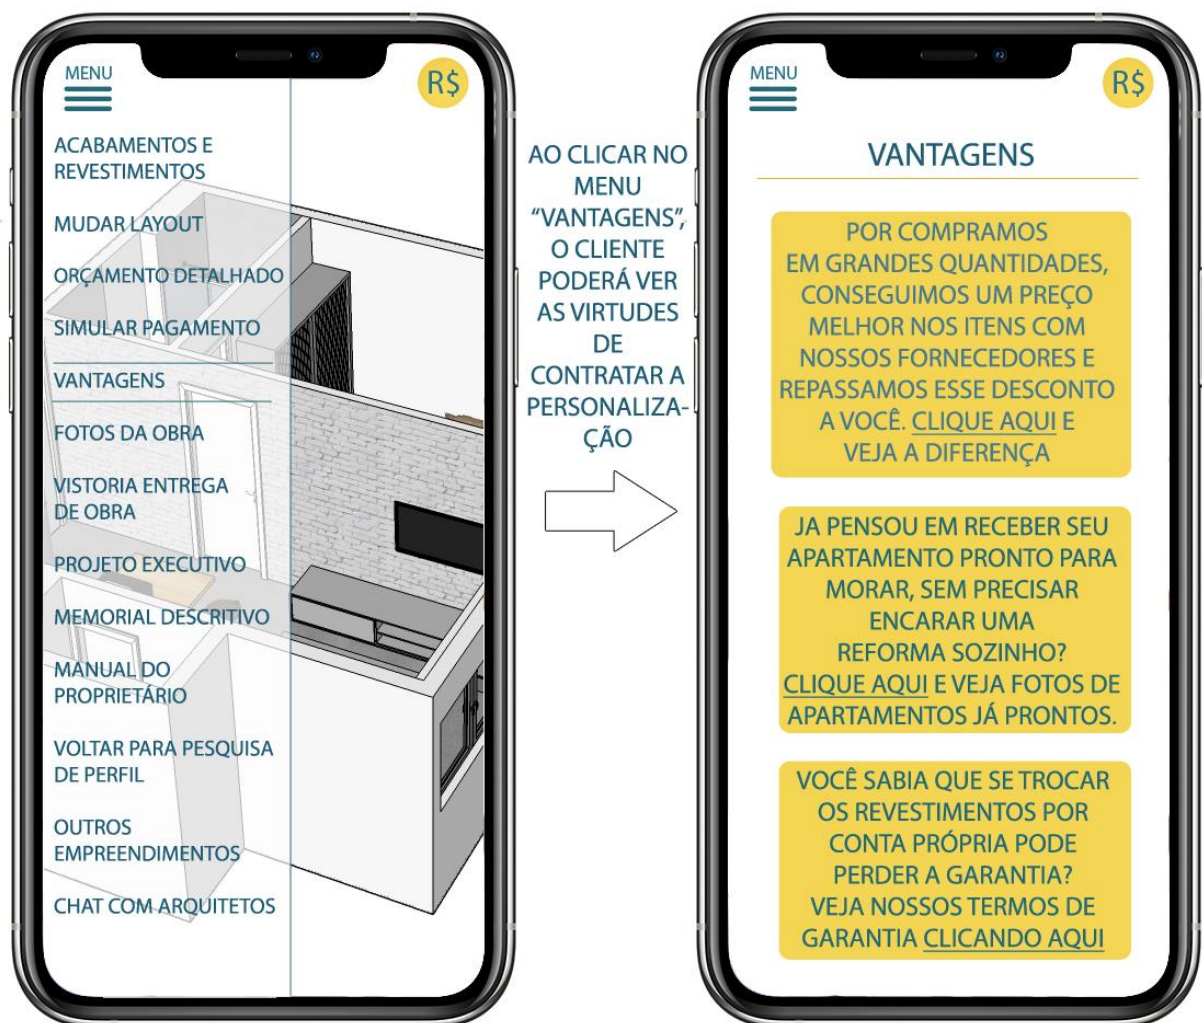 MENU
R$
ACABAMENTOS E
REVESTIMENTOS
MUDAR LAYOUT
ORÇAMENTO DETALHADO
SIMULAR PAGAMENTO
VANTAGENS
FOTOS DA OBRA
VISTORIA ENTREGA
DE OBRA
PROJETO EXECUTIVO
MEMORIAL DESCRITIVO
MANUAL DO
PROPRIETÁRIO
VOLTAR PARA PESQUISA
DE PERFIL
OUTROS
EMPREENDIMENTOS
CHAT COM ARQUITETOS
AO CLICAR NO
MENU
“VANTAGENS”,
O CLIENTE
PODERÁ VER
AS VIRTUDES
DE
CONTRATAR A
PERSONALIZA-
ÇÃO
MENU
R$
VANTAGENS
POR COMPRAMOS
EM GRANDES QUANTIDADES,
CONSEGUIMOS UM PREÇO
MELHOR NOS ITENS COM
NOSSOS FORNECEDORES E
REPASSAMOS ESSE DESCONTO
A VOCÊ. CLIQUE AQUI E
VEJA A DIFERENÇA
JA PENSOU EM RECEBER SEU
APARTAMENTO PRONTO PARA
MORAR, SEM PRECISAR
ENCARAR UMA
REFORMA SOZINHO?
CLIQUE AQUI E VEJA FOTOS DE
APARTAMENTOS JÁ PRONTOS.
VOCÊ SABIA QUE SE TROCAR
OS REVESTIMENTOS POR
CONTA PRÓPRIA PODE
PERDER A GARANTIA?
VEJA NOSSOS TERMOS DE
GARANTIA CLICANDO AQUI